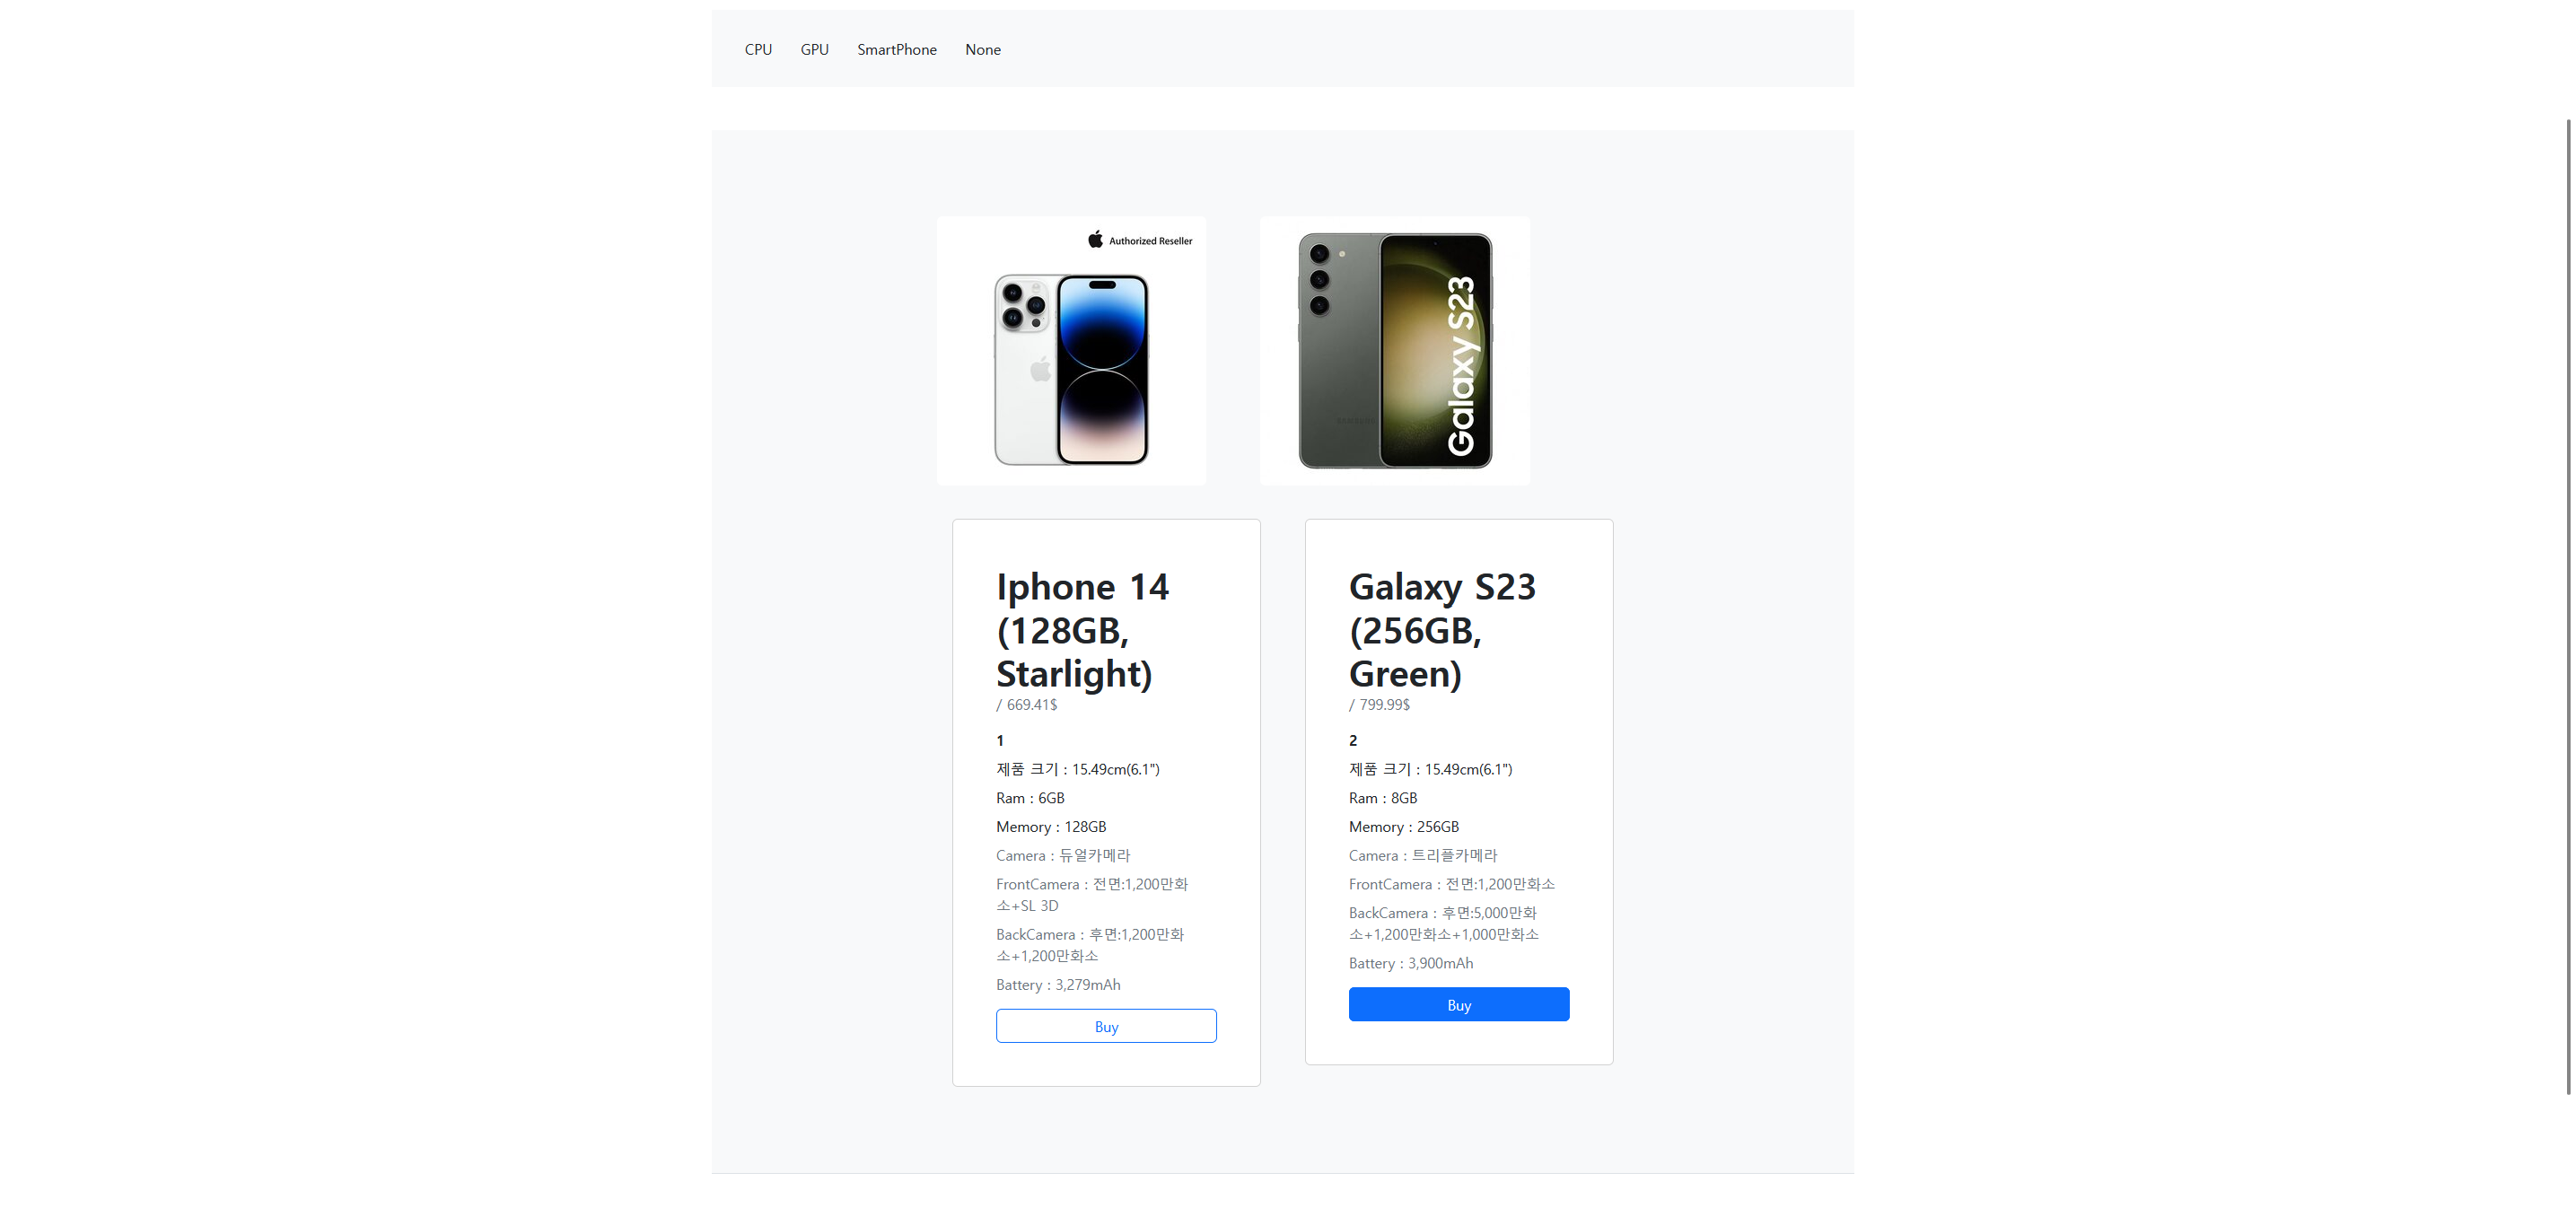 CPU GPU SmartPhone None
Authorized Reseller
Galaxy S23
Iphone 14
(128GB,
Starlight)
/ 669.41$
1
제품 크기 : 15.49cm(6.1")
Ram : 6GB
Memory : 128GB
Camera : 듀얼카메라
FrontCamera : 전면:1,200만화
소+SL 3D
BackCamera : 후면:1,200만화
소+1,200만화소
Battery : 3,279mAh
Buy
Galaxy S23
(256GB,
Green)
/ 799.99$
2
제품 크기 : 15.49cm(6.1")
Ram : 8GB
Memory : 256GB
Camera : 트리플카메라
FrontCamera : 전면:1,200만화소
BackCamera : 후면:5,000만화
소+1,200만화소+1,000만화소
Battery : 3,900mAh
Buy